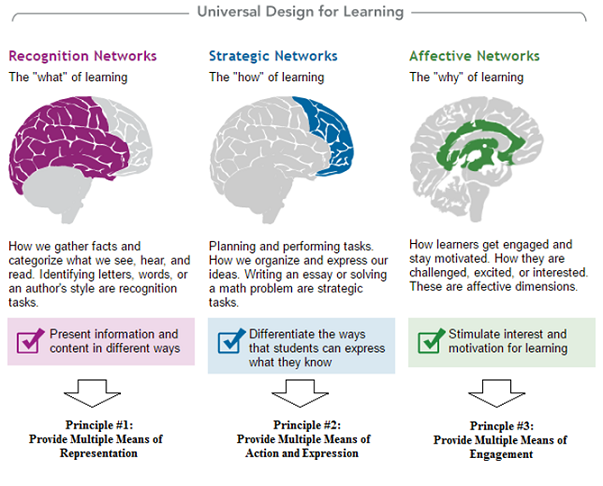 Universal Design for Learning
Recognition Networks
The "what" of learning
How we gather facts and
categorize what we see, hear, and
read. Identifying letters, words, or
an author's style are recognition
tasks.
Present information and
content in different ways
Principle #1:
Provide Multiple Means of
Representation
Strategic Networks
The "how" of learning
Planning and performing tasks.
How we organize and express our
ideas. Writing an essay or solving
a math problem are strategic
tasks.
Differentiate the ways
that students can express
what they know
Principle #2:
Provide Multiple Means of
Action and Expression
Affective Networks
The "why" of learning
How learners get engaged and
stay motivated. How they are
challenged, excited, or interested.
These are affective dimensions.
Stimulate interest and
motivation for learning
Princple #3:
Provide Multiple Means of
Engagement